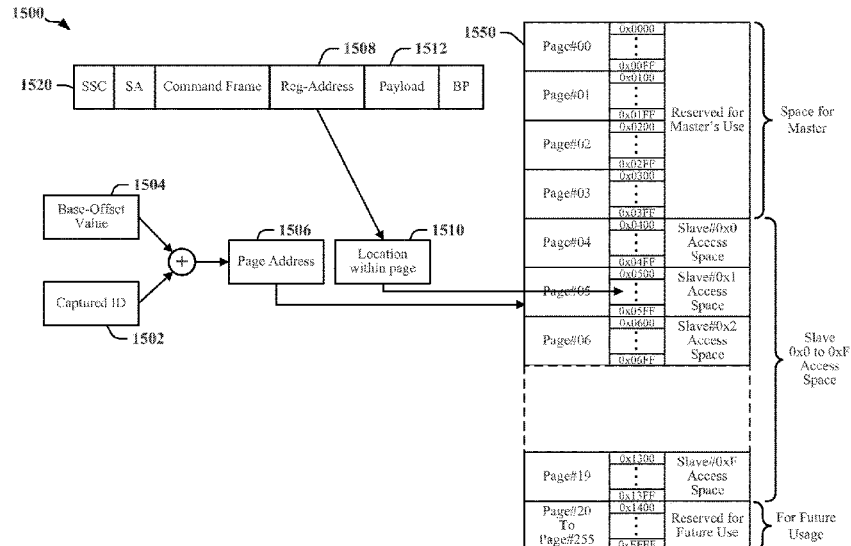 1500
1508
1512
1520
SSC SA Command Frame Reg-Address Payload BP
1504
Base-Offset
Value
1506
Page Address
1510
Location
within page
Captured ID
1502
+
1550
Page#00
0x0000
0x00FF
Page#01
0x0100
0x01FF
Page#02
0x0200
0x02FF
Page#03
0x0300
0x03FF
Reserved for
Master's Use
Space for
Master
Page#04
0x0400
0x04FF
Slave#0x0
Access
Space
Page#05
0x0500
0x05FF
Slave#0x1
Access
Space
Page#06
0x0600
0x06FF
Slave#0x2
Access
Space
Slave
0x0 to 0xF
Access
Space
Page#19
0x1300
0x13FF
Slave#0xF
Access
Space
Page#20
To
Page#255
0x1400
0xFFFF
Reserved for
Future Use
For Future
Usage